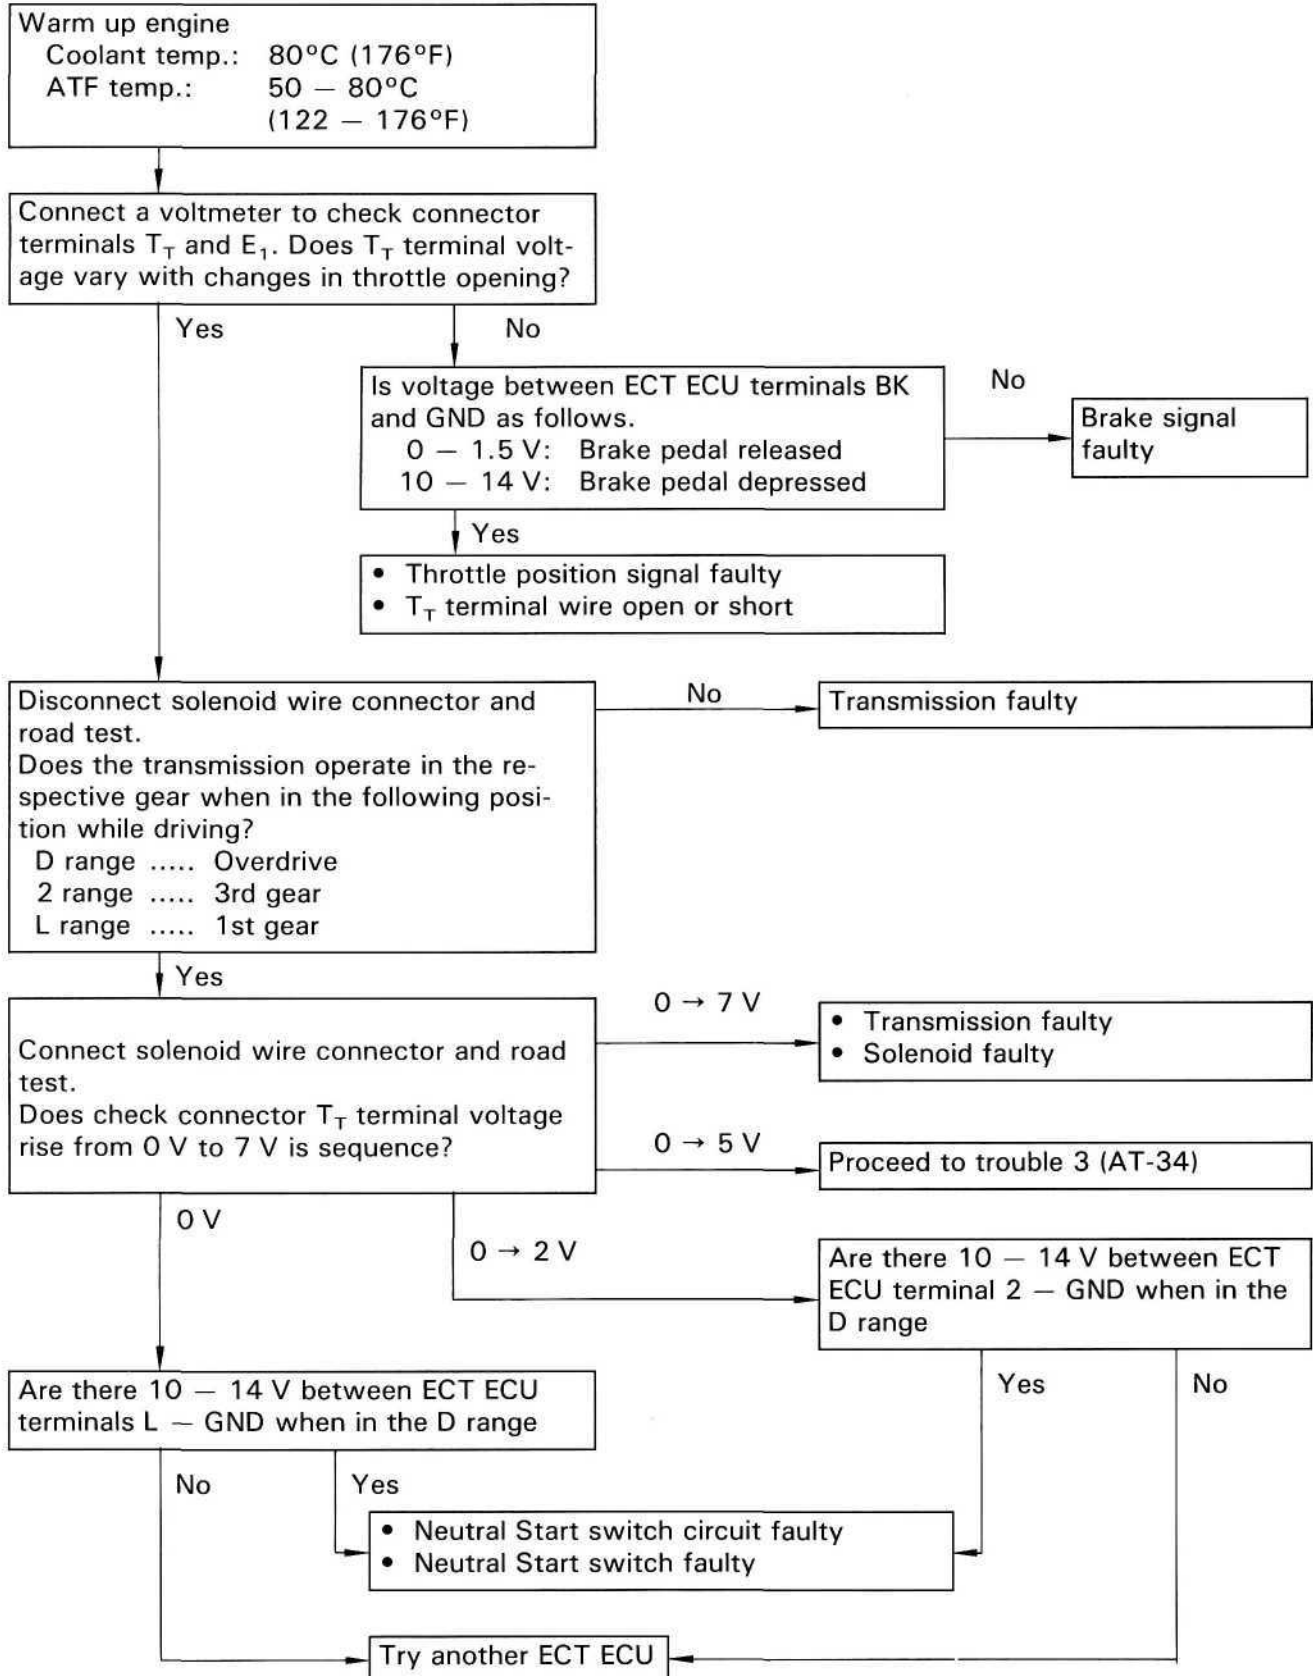 Warm up engine
Coolant temp.: 80°C (176°F)
ATF temp.: 50 — 80°C
(122 — 176°F)
Connect a voltmeter to check connector
terminals TT and E1. Does TT terminal volt-
age vary with changes in throttle opening?
Yes
No
Is voltage between ECT ECU terminals BK
and GND as follows.
0 — 1.5 V: Brake pedal released
10 — 14 V: Brake pedal depressed
No
Brake signal
faulty
Yes
• Throttle position signal faulty
• TT terminal wire open or short
Disconnect solenoid wire connector and
road test.
Does the transmission operate in the re-
spective gear when in the following posi-
tion while driving?
D range ..... Overdrive
2 range ..... 3rd gear
L range ..... 1st gear
No
Transmission faulty
Yes
Connect solenoid wire connector and road
test.
Does check connector TT terminal voltage
rise from 0 V to 7 V is sequence?
0 → 7 V
• Transmission faulty
• Solenoid faulty
0 → 5 V
Proceed to trouble 3 (AT-34)
0 V
0 → 2 V
Are there 10 — 14 V between ECT
ECU terminal 2 — GND when in the
D range
Yes
No
Are there 10 — 14 V between ECT ECU
terminals L — GND when in the D range
No
Yes
• Neutral Start switch circuit faulty
• Neutral Start switch faulty
Try another ECT ECU